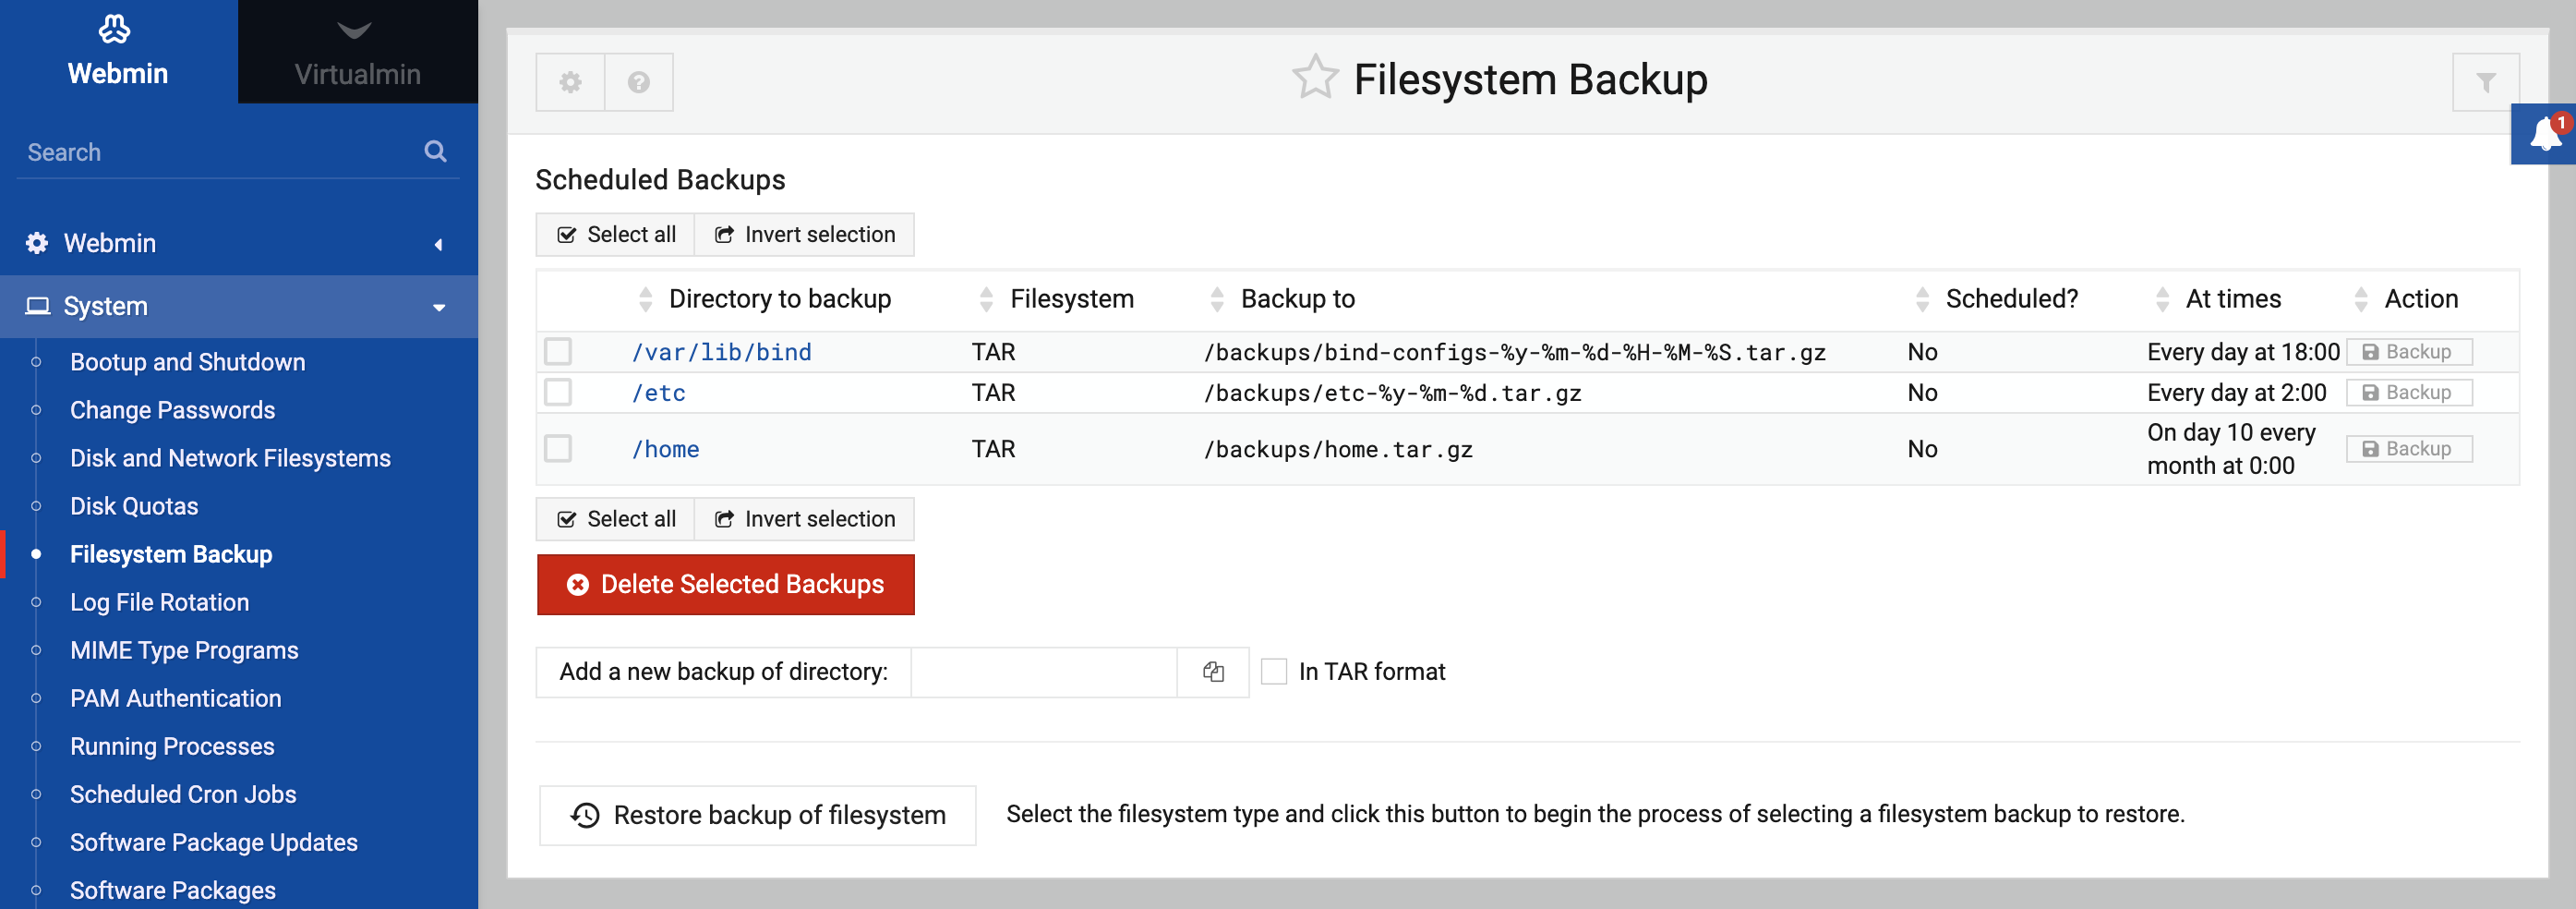 Webmin
Virtualmin
Search
Webmin
System
Bootup and Shutdown
Change Passwords
Disk and Network Filesystems
Disk Quotas
Filesystem Backup
Log File Rotation
MIME Type Programs
PAM Authentication
Running Processes
Scheduled Cron Jobs
Software Package Updates
Software Packages
Filesystem Backup
1
Scheduled Backups
Select all Invert selection
Directory to backup Filesystem Backup to Scheduled? At times Action
/var/lib/bind TAR /backups/bind-configs-%y-%m-%d-%H-%M-%S.tar.gz No Every day at 18:00 Backup
/etc TAR /backups/etc-%y-%m-%d.tar.gz No Every day at 2:00 Backup
/home TAR /backups/home.tar.gz No On day 10 every
month at 0:00 Backup
Select all Invert selection
Delete Selected Backups
Add a new backup of directory: In TAR format
Restore backup of filesystem Select the filesystem type and click this button to begin the process of selecting a filesystem backup to restore.